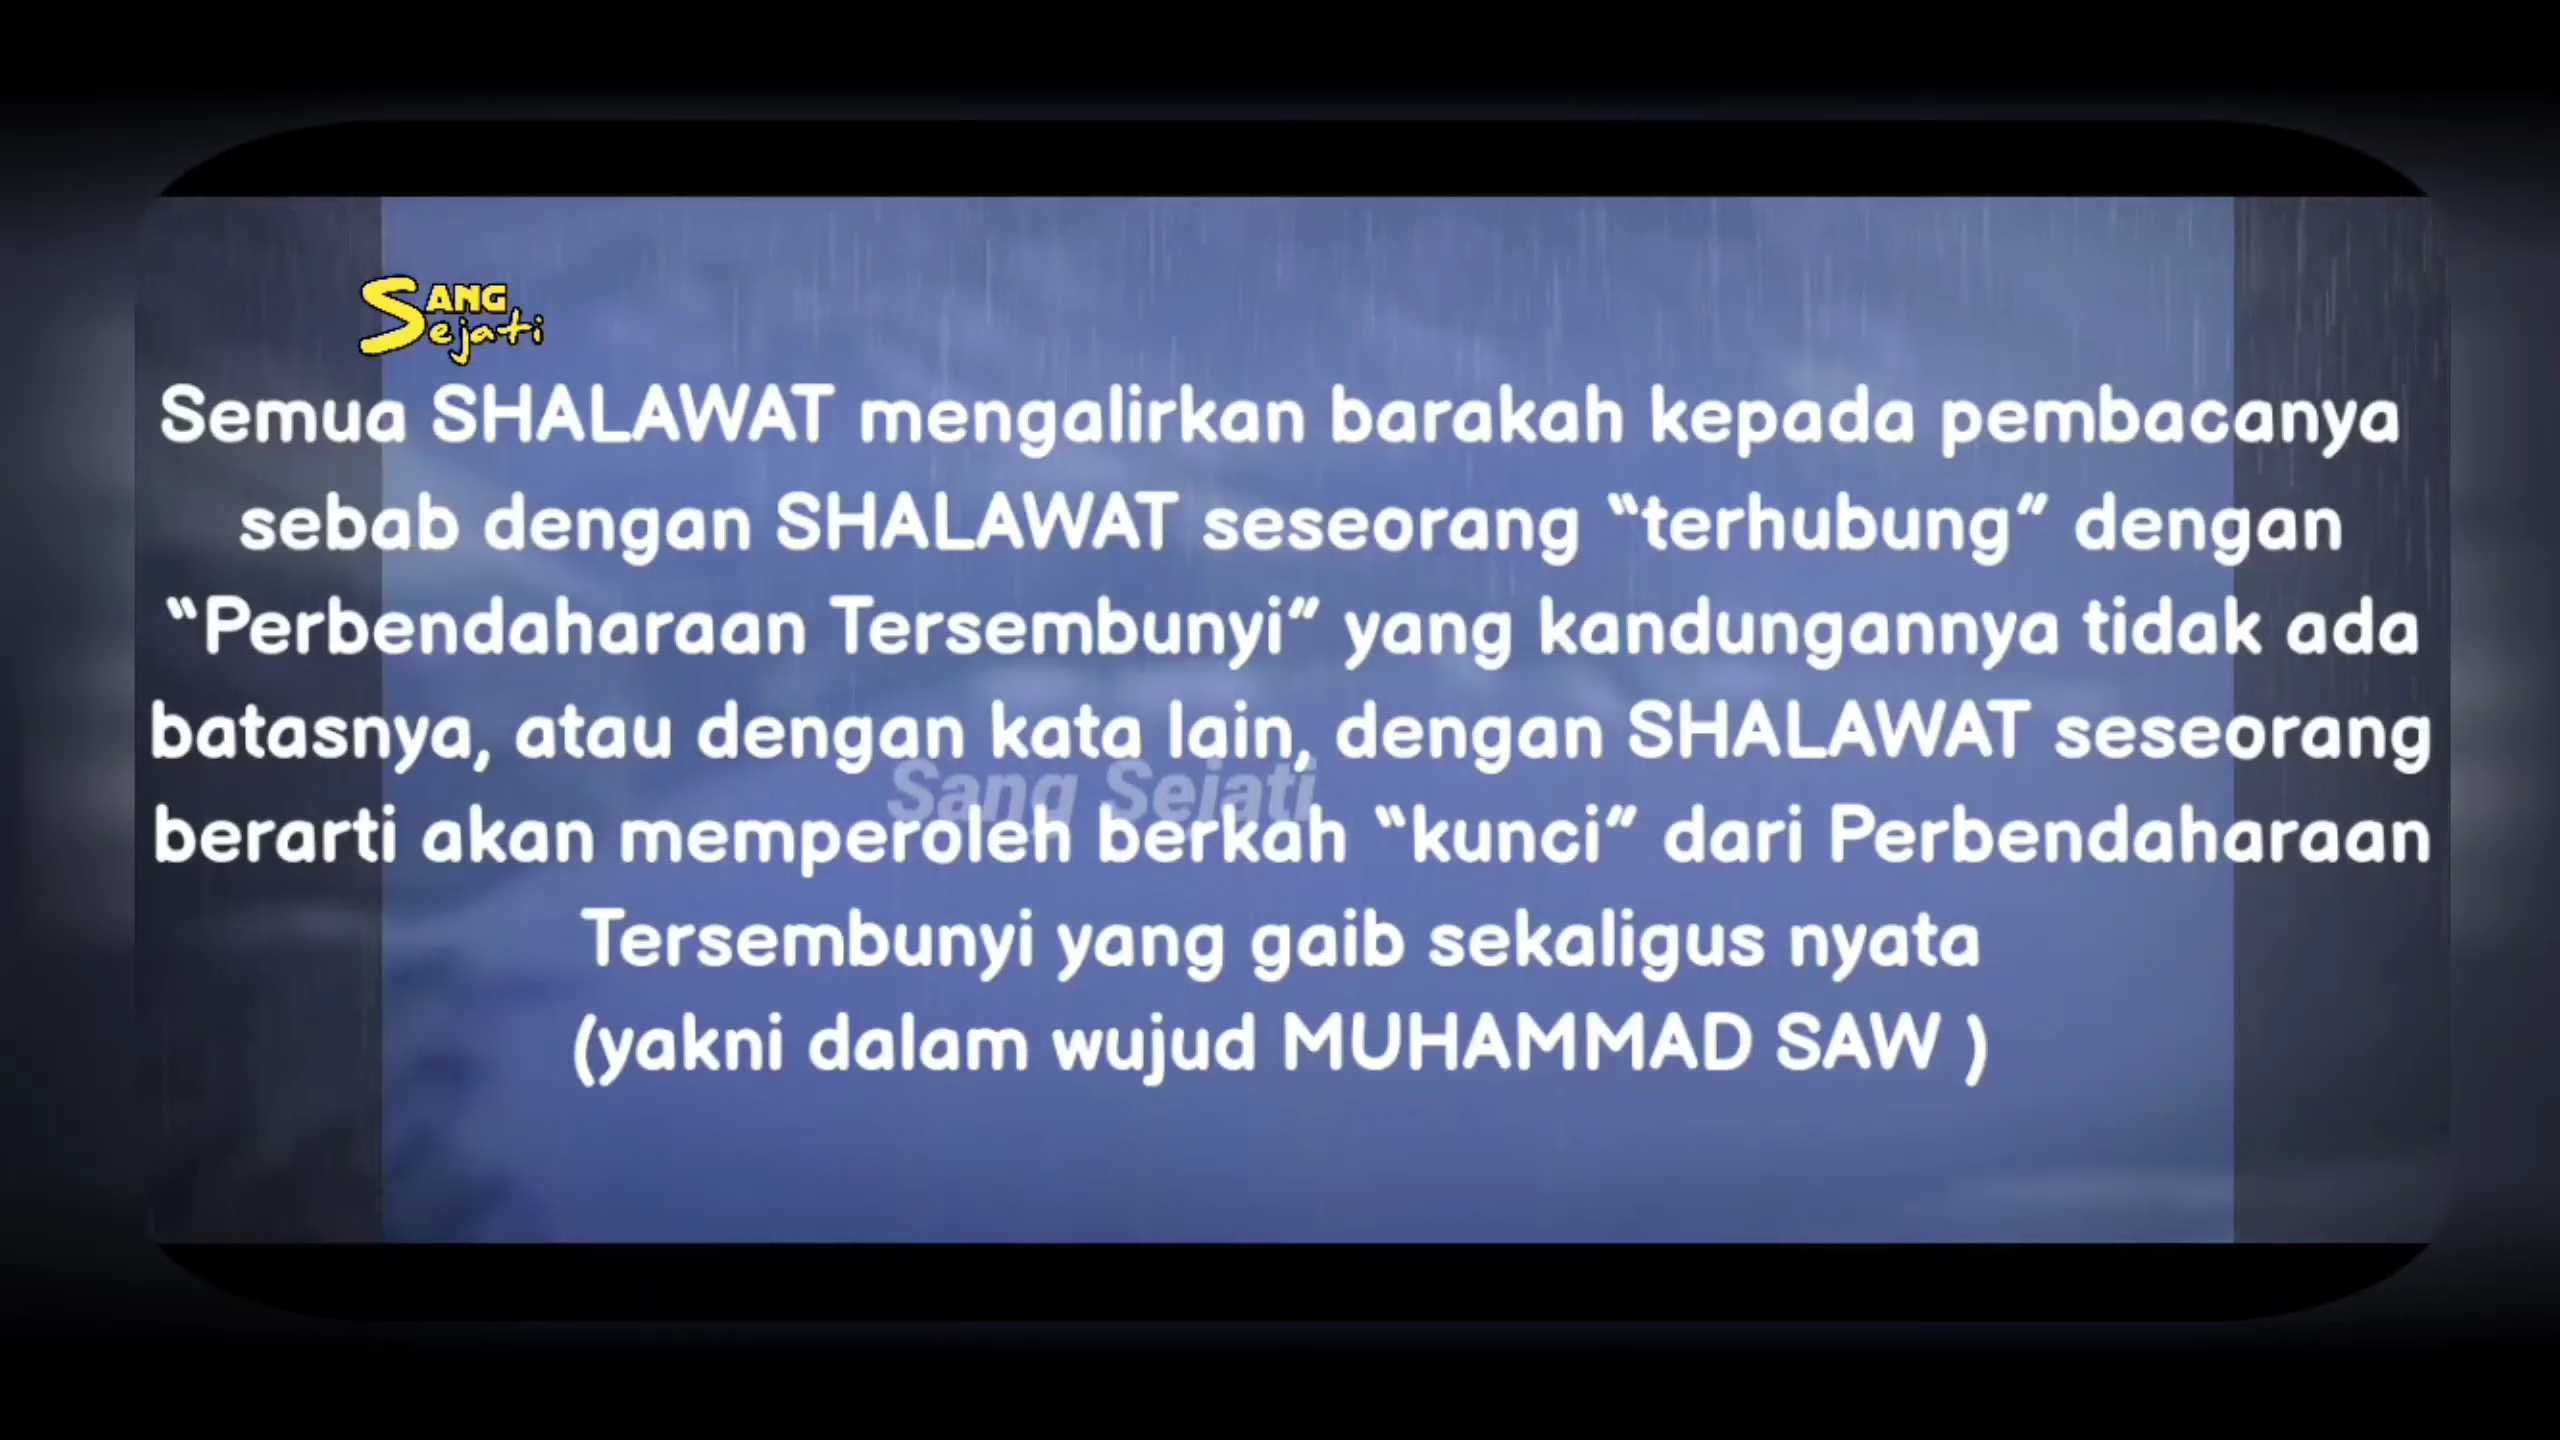 SANG
Sejati
Semua SHALAWAT mengalirkan barakah kepada pembacanya
sebab dengan SHALAWAT seseorang “terhubung” dengan
“Perbendaharaan Tersembunyi” yang kandungannya tidak ada
batasnya, atau dengan kata lain, dengan SHALAWAT seseorang
Sang Sejati
berarti akan memperoleh berkah “kunci” dari Perbendaharaan
Tersembunyi yang gaib sekaligus nyata
(yakni dalam wujud MUHAMMAD SAW )